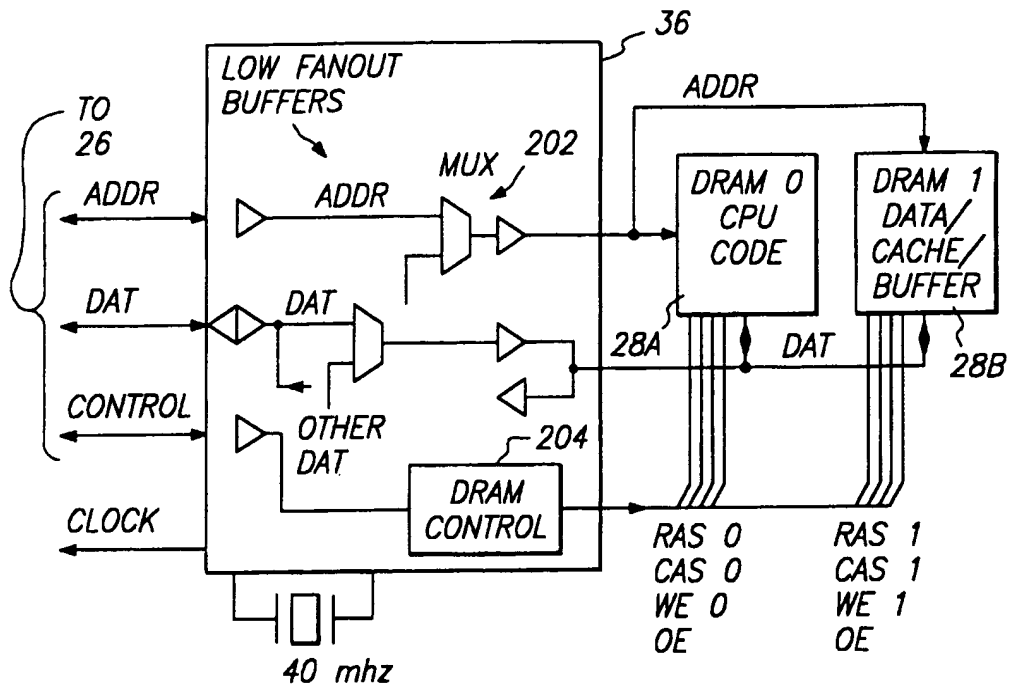 36
LOW FANOUT
BUFFERS
TO
26
ADDR
ADDR
MUX
202
ADDR
DRAM 0
CPU
CODE
DRAM 1
DATA/
CACHE/
BUFFER
DAT
DAT
28A
DAT
28B
CONTROL
OTHER
DAT
204
DRAM
CONTROL
CLOCK
RAS 0
CAS 0
WE 0
OE
RAS 1
CAS 1
WE 1
OE
40 mhz